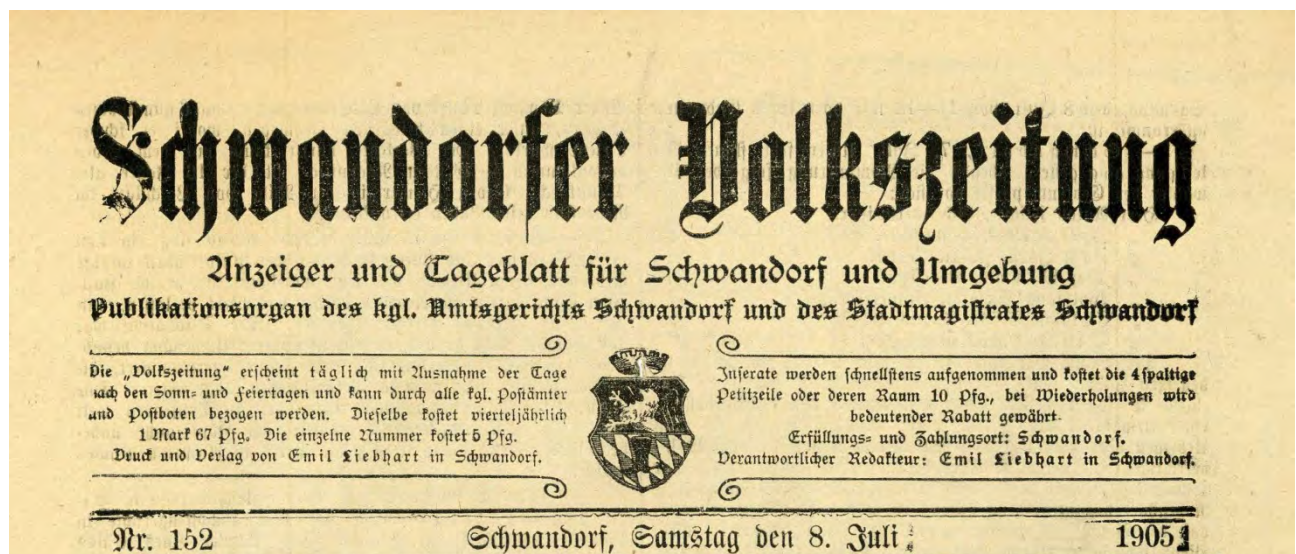 Schwandorfer Volkszeitung
Anzeiger und Tageblatt für Schwandorf und Umgebung
Publikationsorgan des kgl. Amtsgerichts Schwandorf und des Stadtmagistrates Schwandorf
Die „Volkszeitung“ erscheint täglich mit Ausnahme der Tage
nach den Sonn- und Feiertagen und kann durch alle kgl. Postämter
und Postboten bezogen werden. Dieselbe kostet vierteljährlich
1 Mark 67 Pfg. Die einzelne Nummer kostet 5 Pfg.
Druck und Verlag von Emil Liebhart in Schwandorf.
Inserate werden schnellstens aufgenommen und kostet die 4 spaltige
Petitzeile oder deren Raum 10 Pfg., bei Wiederholungen wird
bedeutender Rabatt gewährt.
Erfüllungs- und Zahlungsort: Schwandorf.
Verantwortlicher Redakteur: Emil Liebhart in Schwandorf.
Nr. 152 Schwandorf, Samstag den 8. Juli 1905